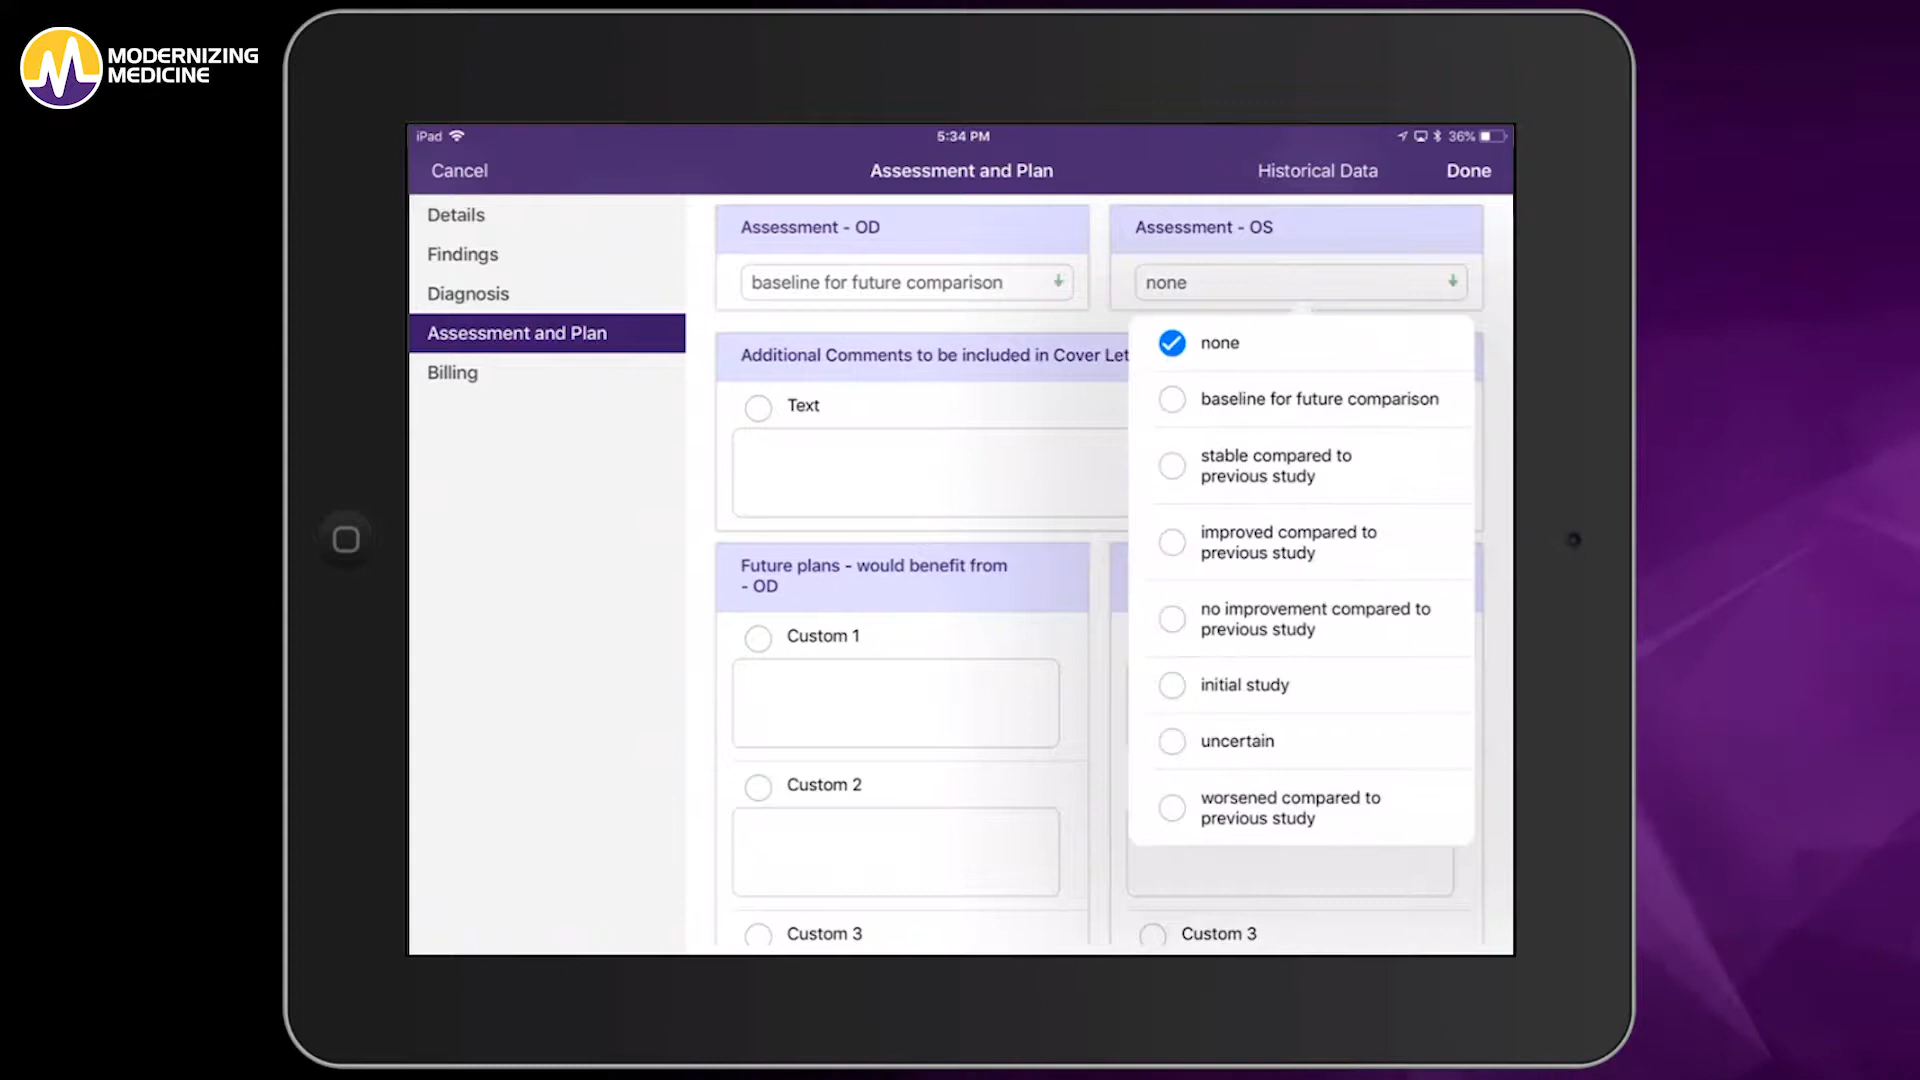 MODERNIZING
MEDICINE
iPad
5:34 PM
36%
Cancel
Assessment and Plan
Historical Data
Done
Details
Findings
Diagnosis
Assessment and Plan
Billing
Assessment - OD
baseline for future comparison
Assessment - OS
none
Additional Comments to be included in Cover Let
Text
none
baseline for future comparison
stable compared to
previous study
improved compared to
previous study
no improvement compared to
previous study
initial study
uncertain
worsened compared to
previous study
Future plans - would benefit from
- OD
Custom 1
Custom 2
Custom 3
Custom 3